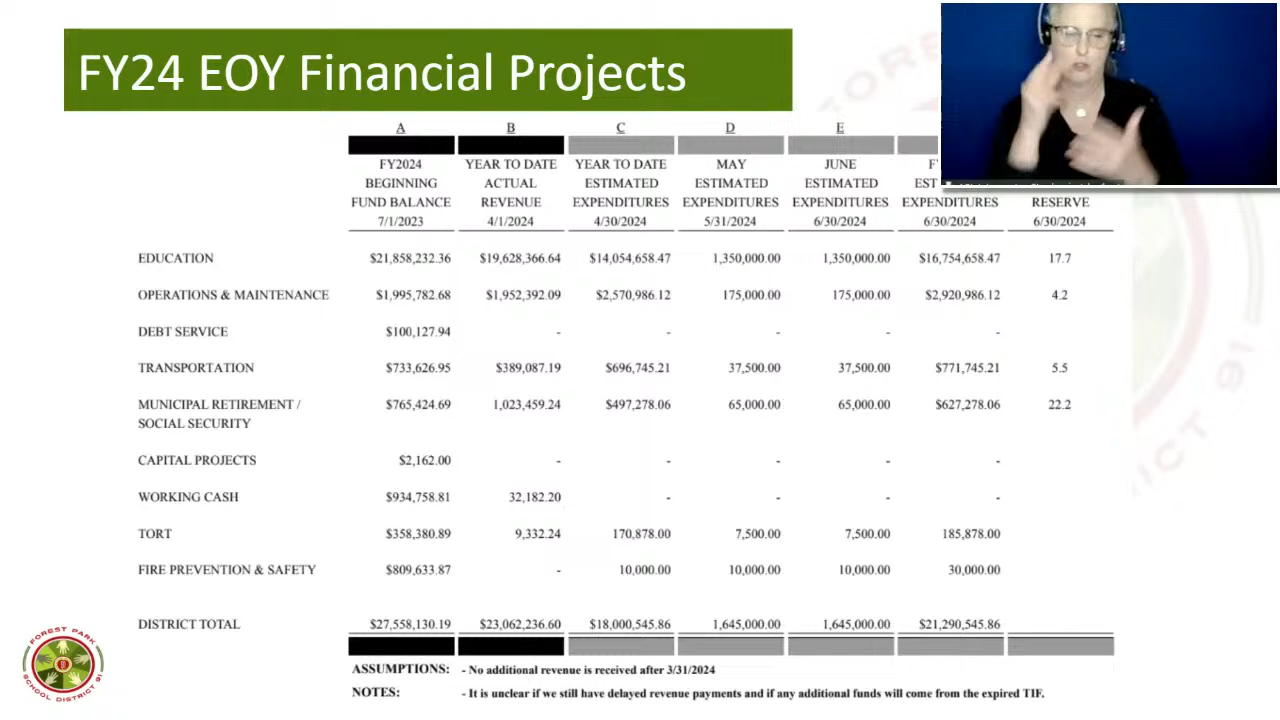 FY24 EOY Financial Projects
A B C D E
FY2024 YEAR TO DATE YEAR TO DATE MAY JUNE
BEGINNING ACTUAL ESTIMATED ESTIMATED ESTIMATED
FUND BALANCE REVENUE EXPENDITURES EXPENDITURES EXPENDITURES EXPENDITURES RESERVE
7/1/2023 4/1/2024 4/30/2024 5/31/2024 6/30/2024 6/30/2024 6/30/2024
EDUCATION $21,858,232.36 $19,628,366.64 $14,054,658.47 1,350,000.00 1,350,000.00 $16,754,658.47 17.7
OPERATIONS & MAINTENANCE $1,995,782.68 $1,952,392.09 $2,570,986.12 175,000.00 175,000.00 $2,920,986.12 4.2
DEBT SERVICE $100,127.94 - - - - -
TRANSPORTATION $733,626.95 $389,087.19 $696,745.21 37,500.00 37,500.00 $771,745.21 5.5
MUNICIPAL RETIREMENT / $765,424.69 1,023,459.24 $497,278.06 65,000.00 65,000.00 $627,278.06 22.2
SOCIAL SECURITY
CAPITAL PROJECTS $2,162.00 - - - - -
WORKING CASH $934,758.81 32,182.20 - - - -
TORT $358,380.89 9,332.24 170,878.00 7,500.00 7,500.00 185,878.00
FIRE PREVENTION & SAFETY $809,633.87 - 10,000.00 10,000.00 10,000.00 30,000.00
DISTRICT TOTAL $27,558,130.19 $23,062,236.60 $18,000,545.86 1,645,000.00 1,645,000.00 $21,290,545.86
ASSUMPTIONS: - No additional revenue is received after 3/31/2024
NOTES: - It is unclear if we still have delayed revenue payments and if any additional funds will come from the expired TIF.
FOREST PARK
SCHOOL DISTRICT 91